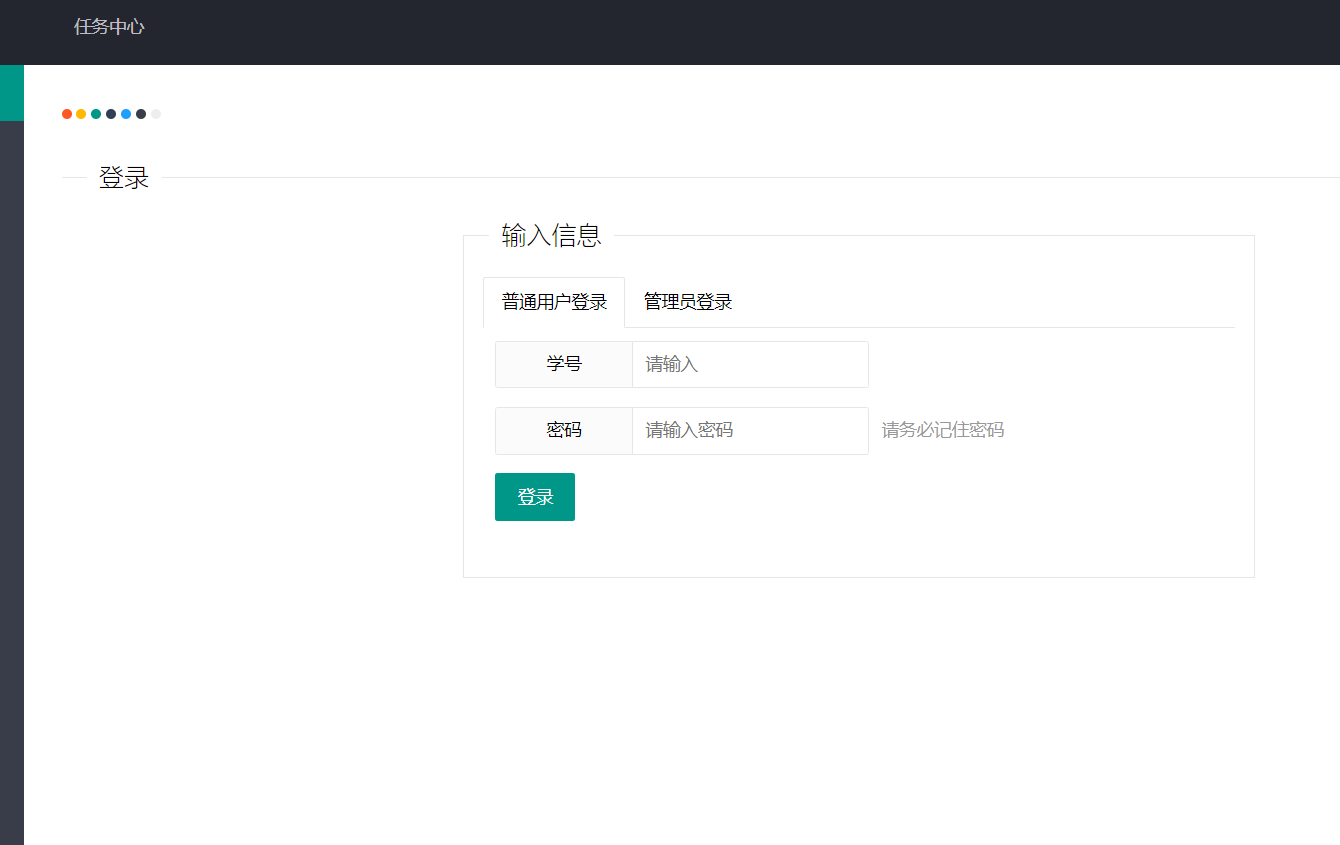 任务中心
登录
输入信息
普通用户登录 管理员登录
学号 请输入
密码 请输入密码 请务必记住密码
登录